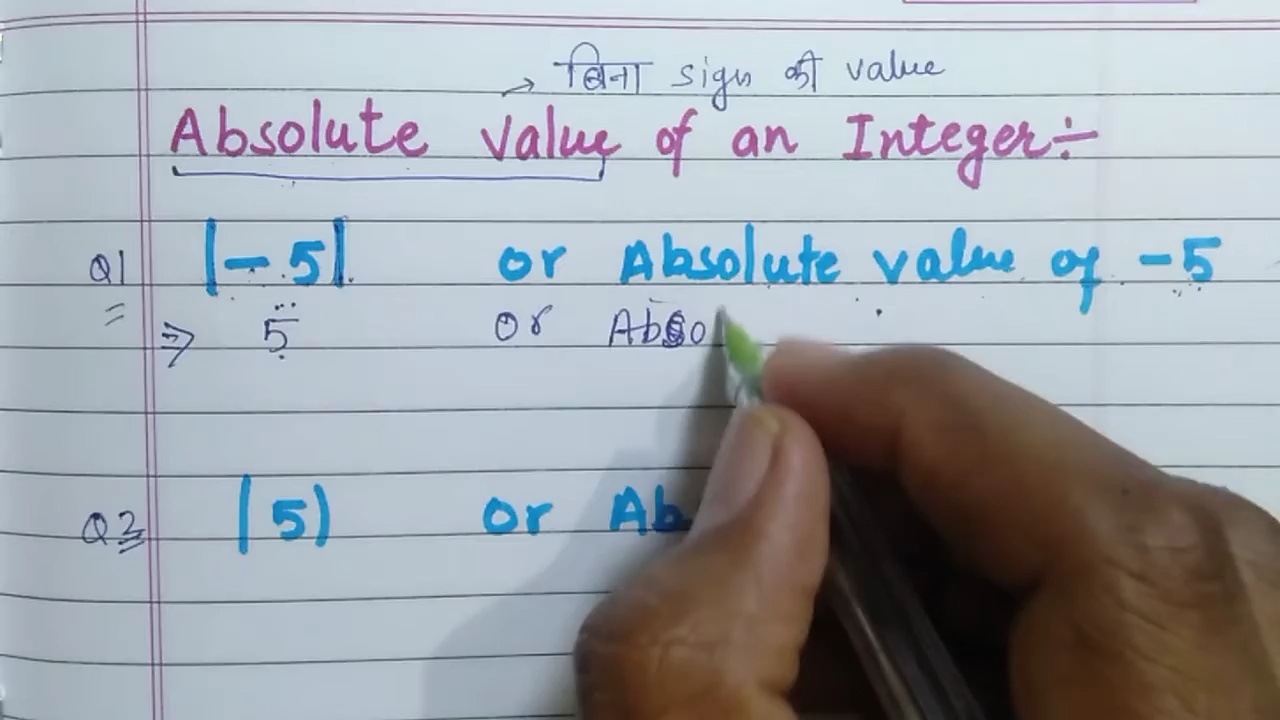 → बिना sign की value
Absolute value of an Integer÷
Q1 |-5| or Absolute value of -5
⇒ 5 or Abso
Q2 |5) or Ab